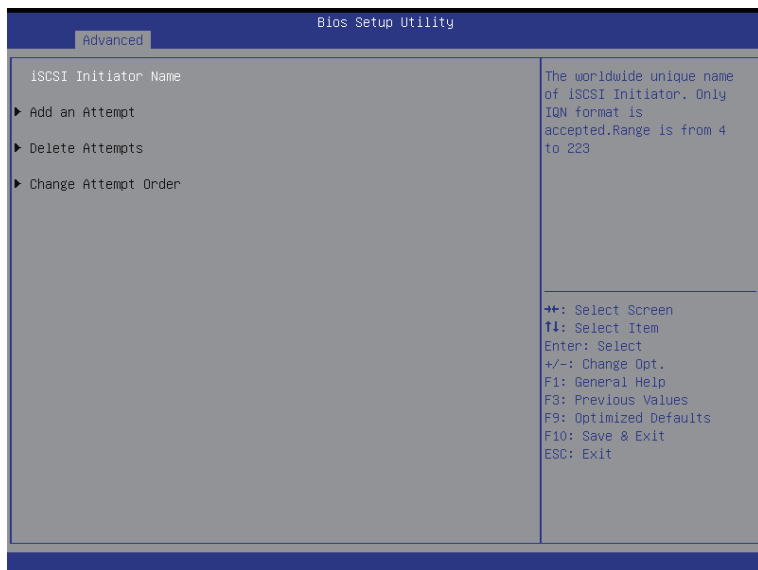 Bios Setup Utility
Advanced
iSCSI Initiator Name
▶ Add an Attempt
▶ Delete Attempts
▶ Change Attempt Order
The worldwide unique name
of iSCSI Initiator. Only
IQN format is
accepted.Range is from 4
to 223
→←: Select Screen
↑↓: Select Item
Enter: Select
+/-: Change Opt.
F1: General Help
F3: Previous Values
F9: Optimized Defaults
F10: Save & Exit
ESC: Exit